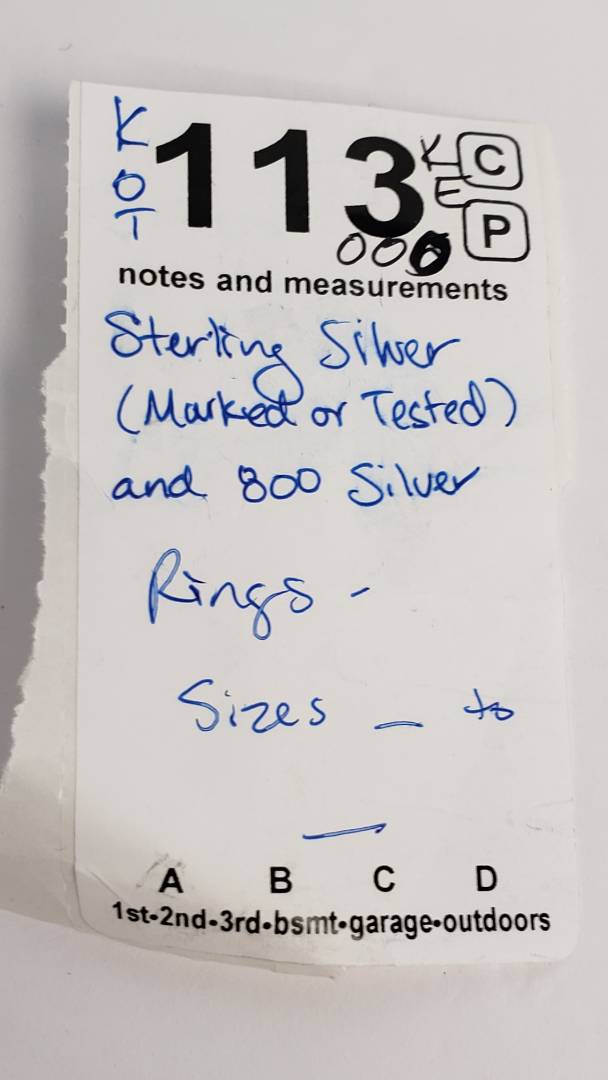 K
O
T
113
K
E
C
P
000
notes and measurements
Sterling Silver
(Marked or Tested)
and 800 Silver
Rings -
Sizes _ to
_
A B C D
1st•2nd•3rd•bsmt•garage•outdoors